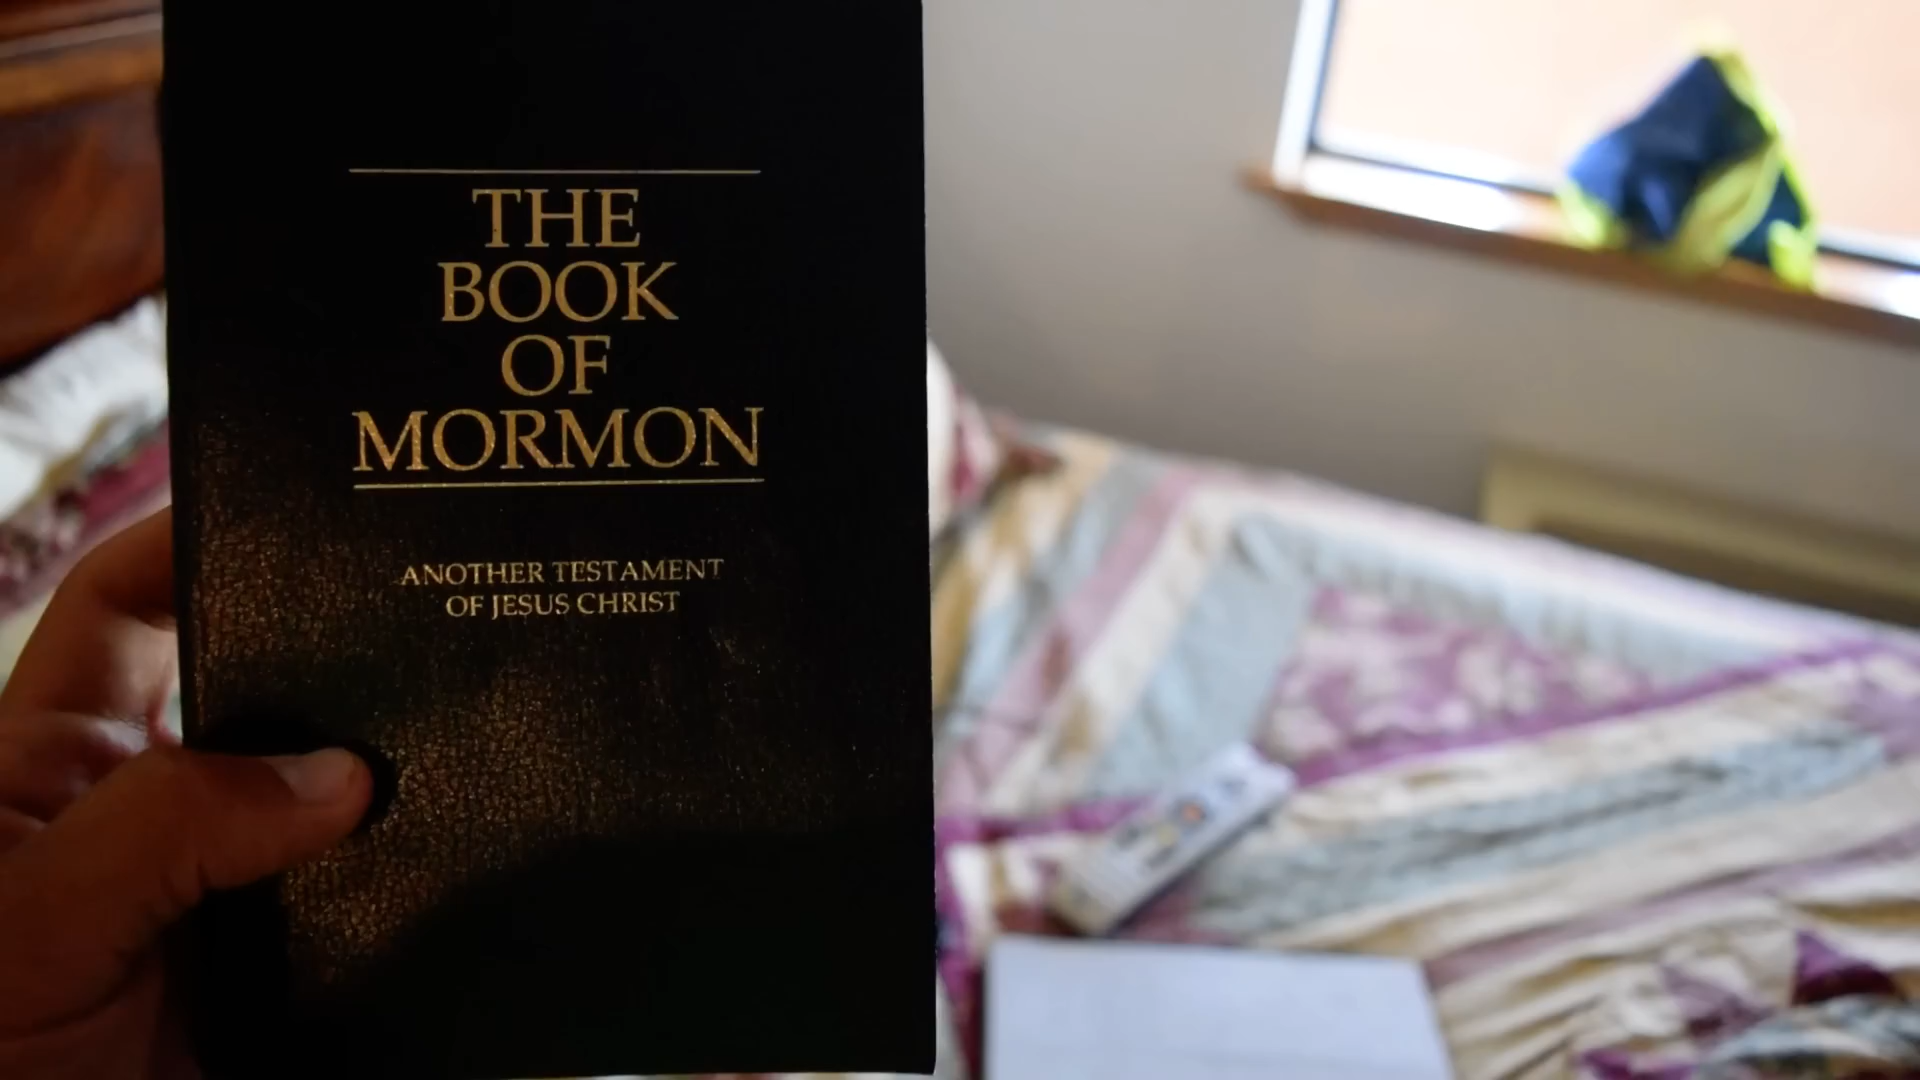 THE
BOOK
OF
MORMON
ANOTHER TESTAMENT
OF JESUS CHRIST